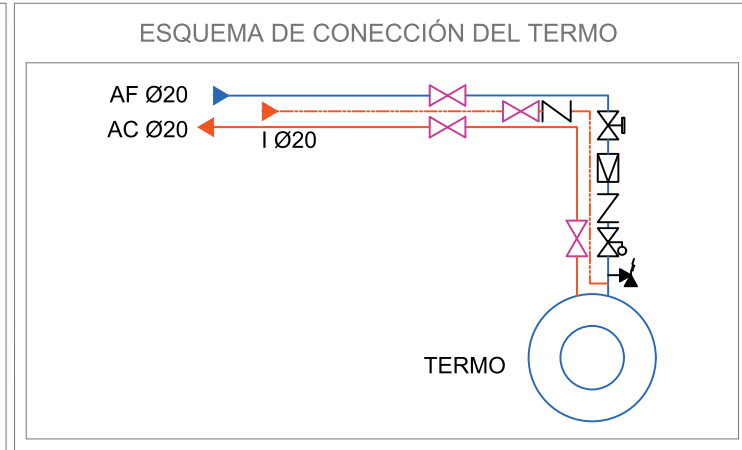 ESQUEMA DE CONECCIÓN DEL TERMO
AF Ø20
AC Ø20
I Ø20
TERMO